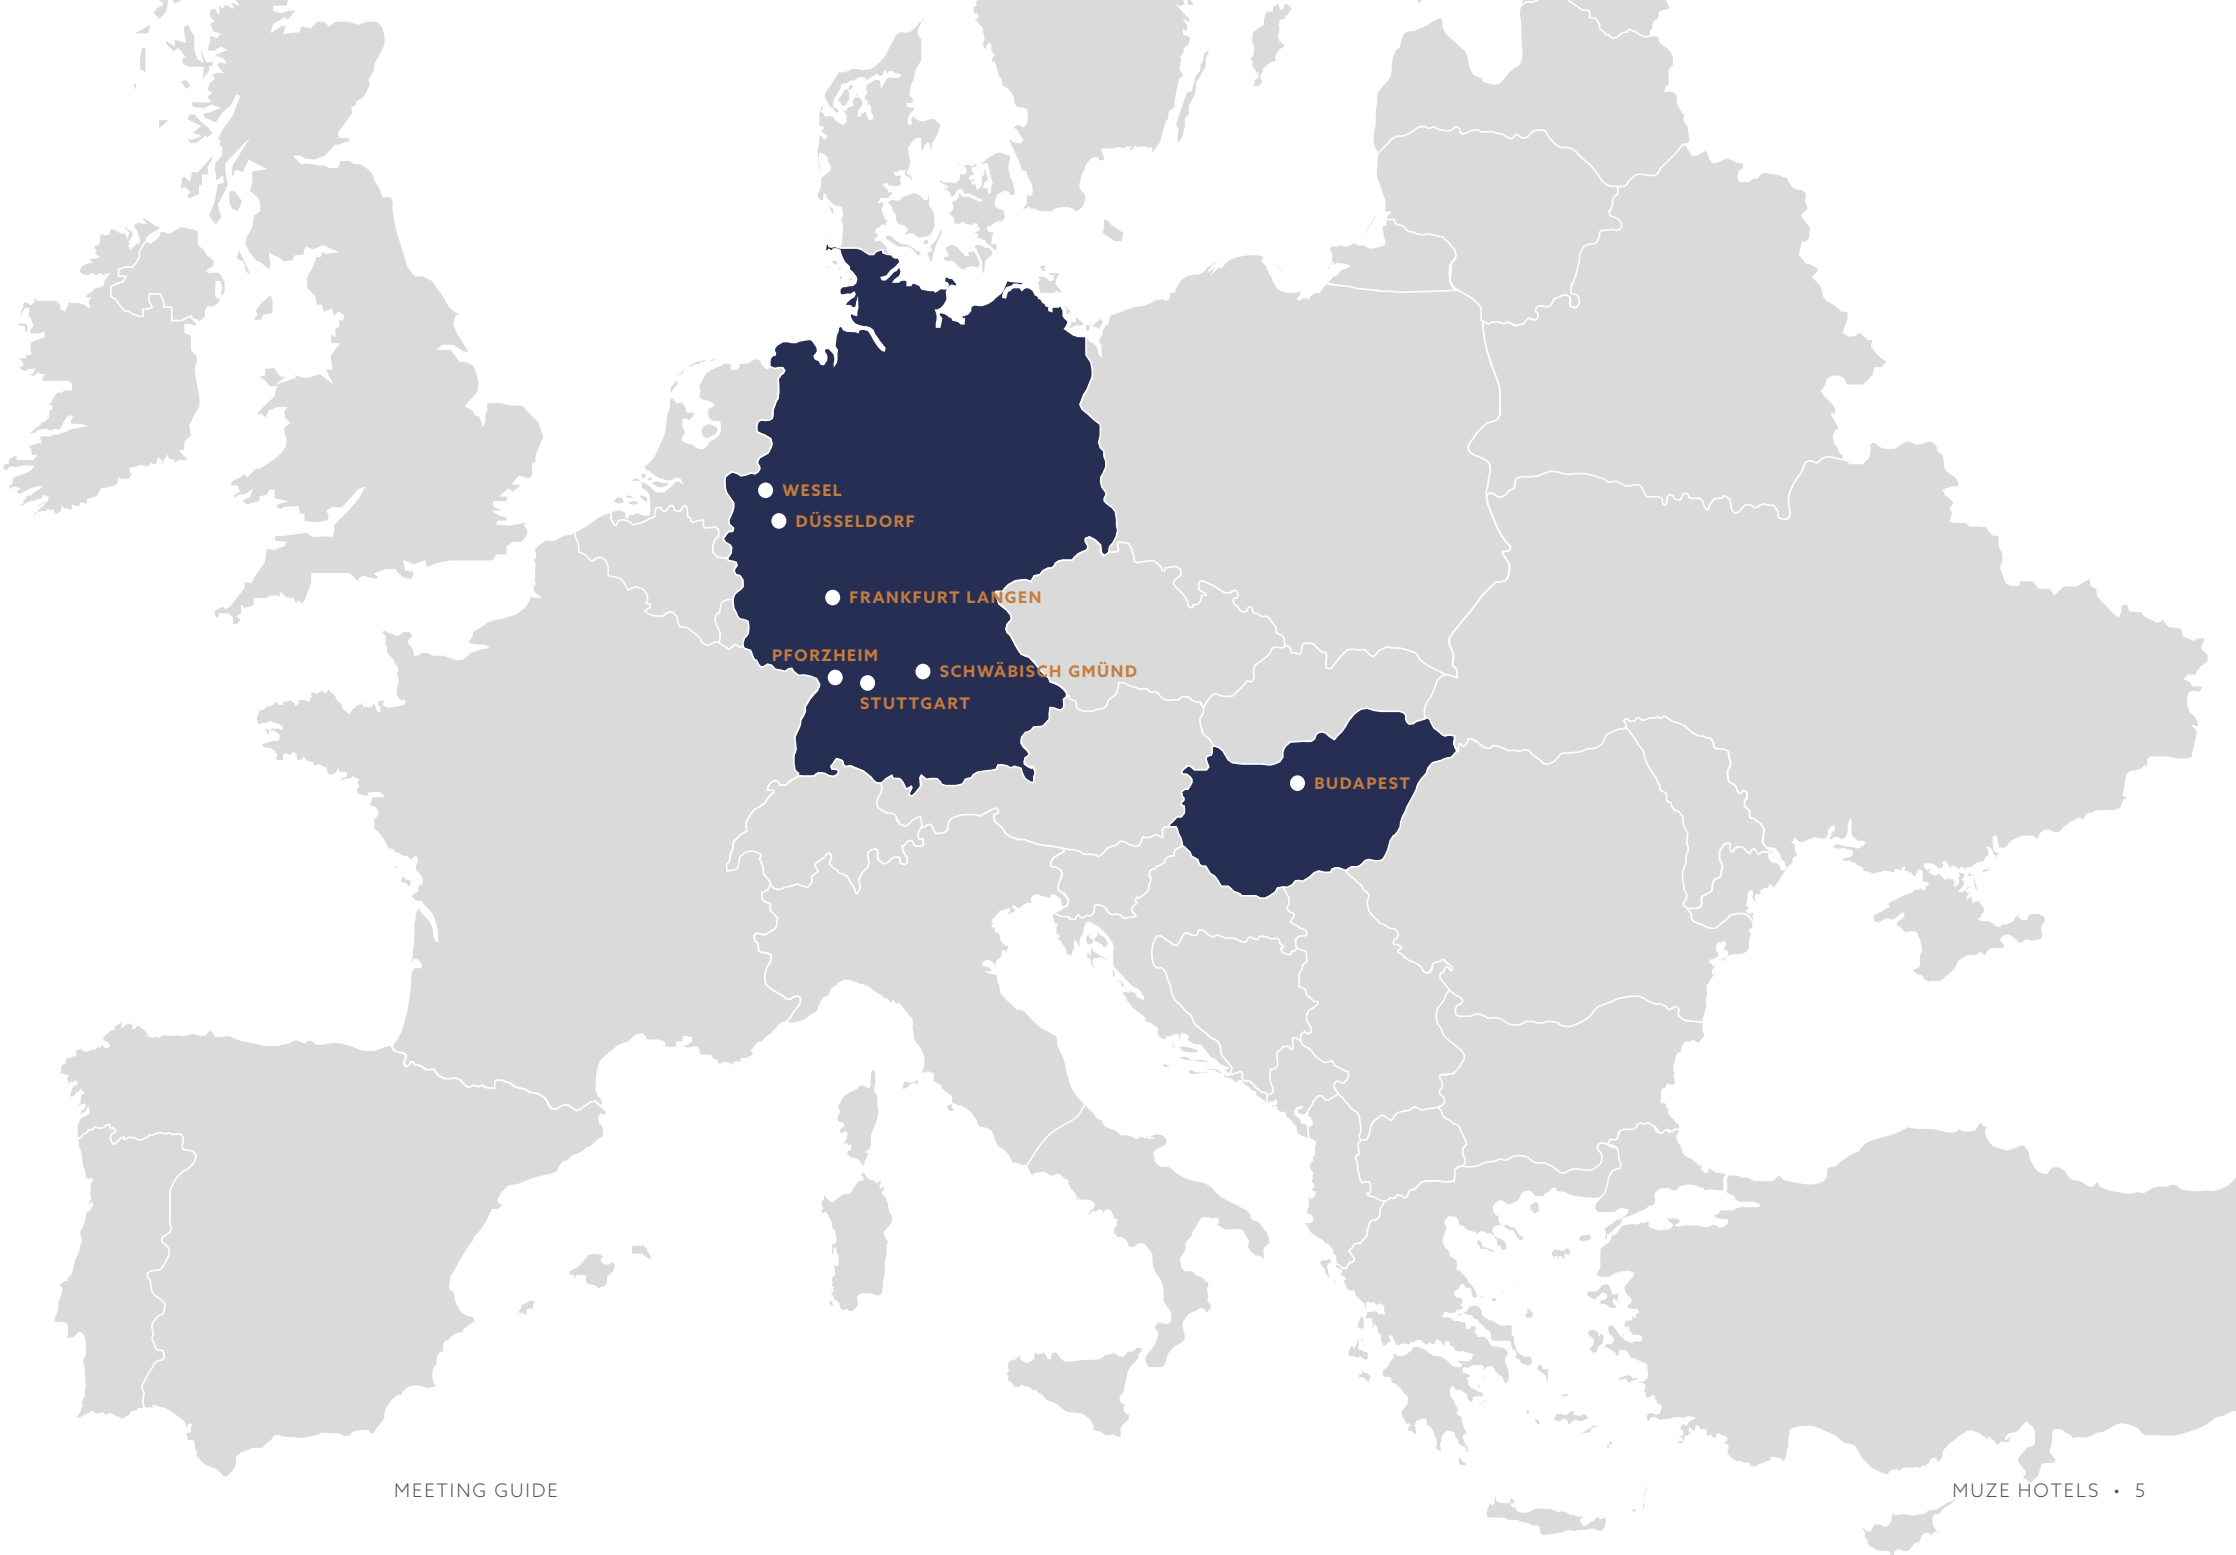 WESEL
DÜSSELDORF
FRANKFURT LANGEN
PFORZHEIM
SCHWÄBISCH GMÜND
STUTTGART
BUDAPEST
MEETING GUIDE
MUZE HOTELS • 5